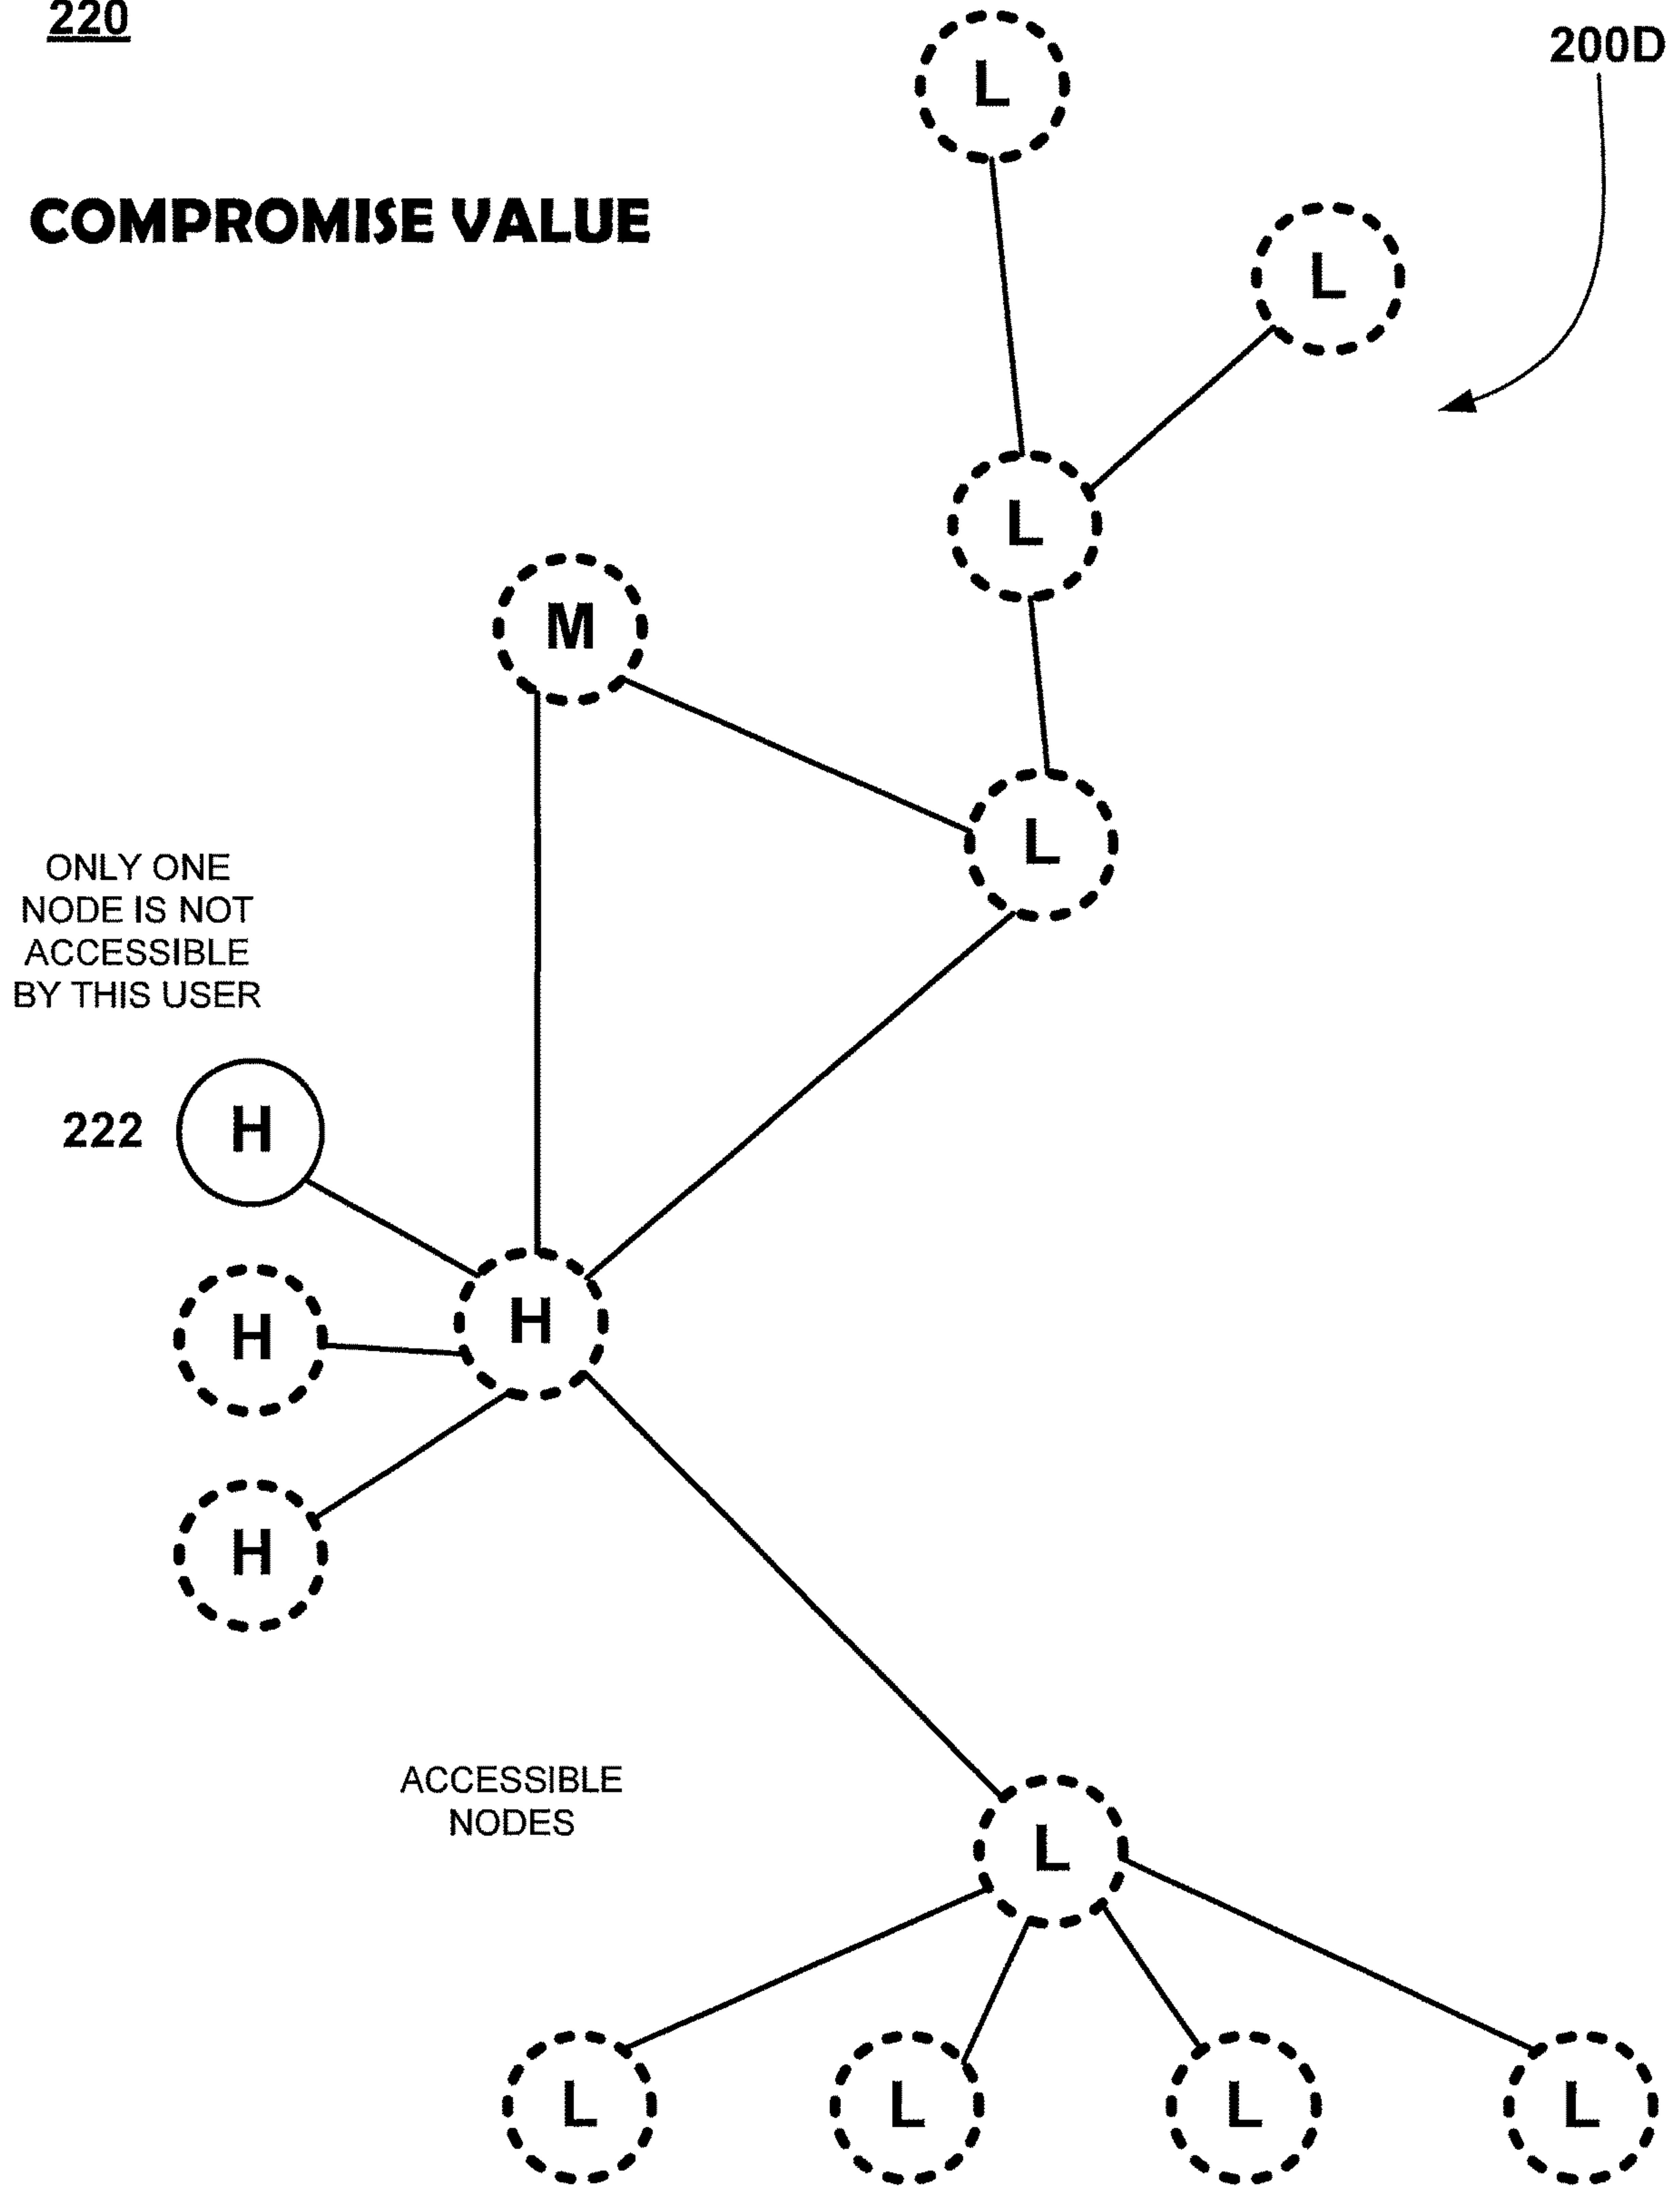 220
L
200D
COMPROMISE VALUE
L
L
M
L
ONLY ONE
NODE IS NOT
ACCESSIBLE
BY THIS USER
222
H
H
H
H
ACCESSIBLE
NODES
L
L
L
L
L